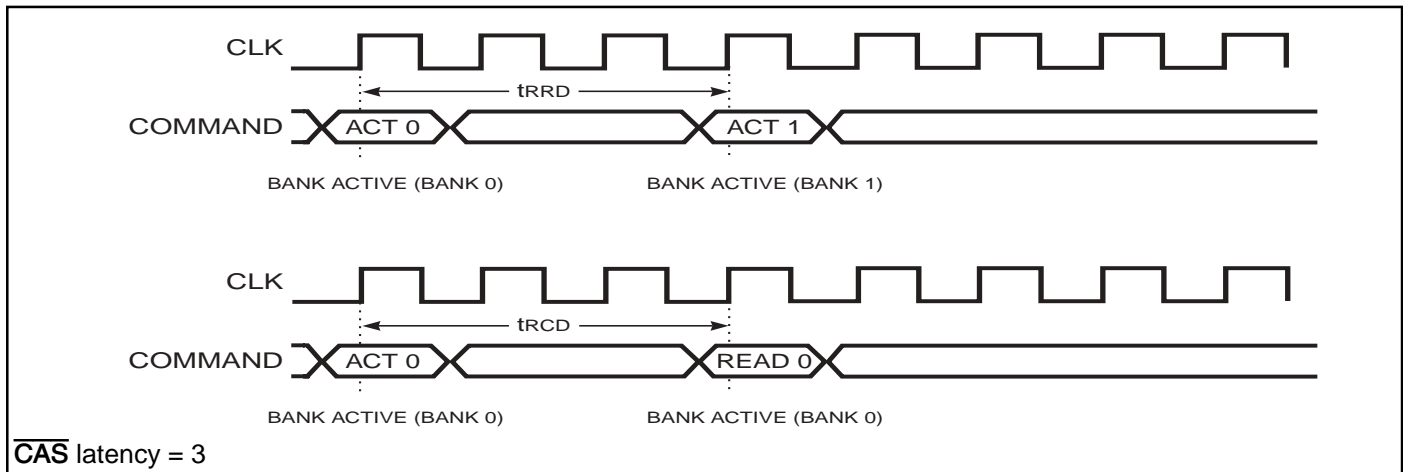 CLK
tRRD
COMMAND ACT 0 ACT 1
BANK ACTIVE (BANK 0) BANK ACTIVE (BANK 1)
CLK
tRCD
COMMAND ACT 0 READ 0
BANK ACTIVE (BANK 0) BANK ACTIVE (BANK 0)
C̅A̅S̅ latency = 3